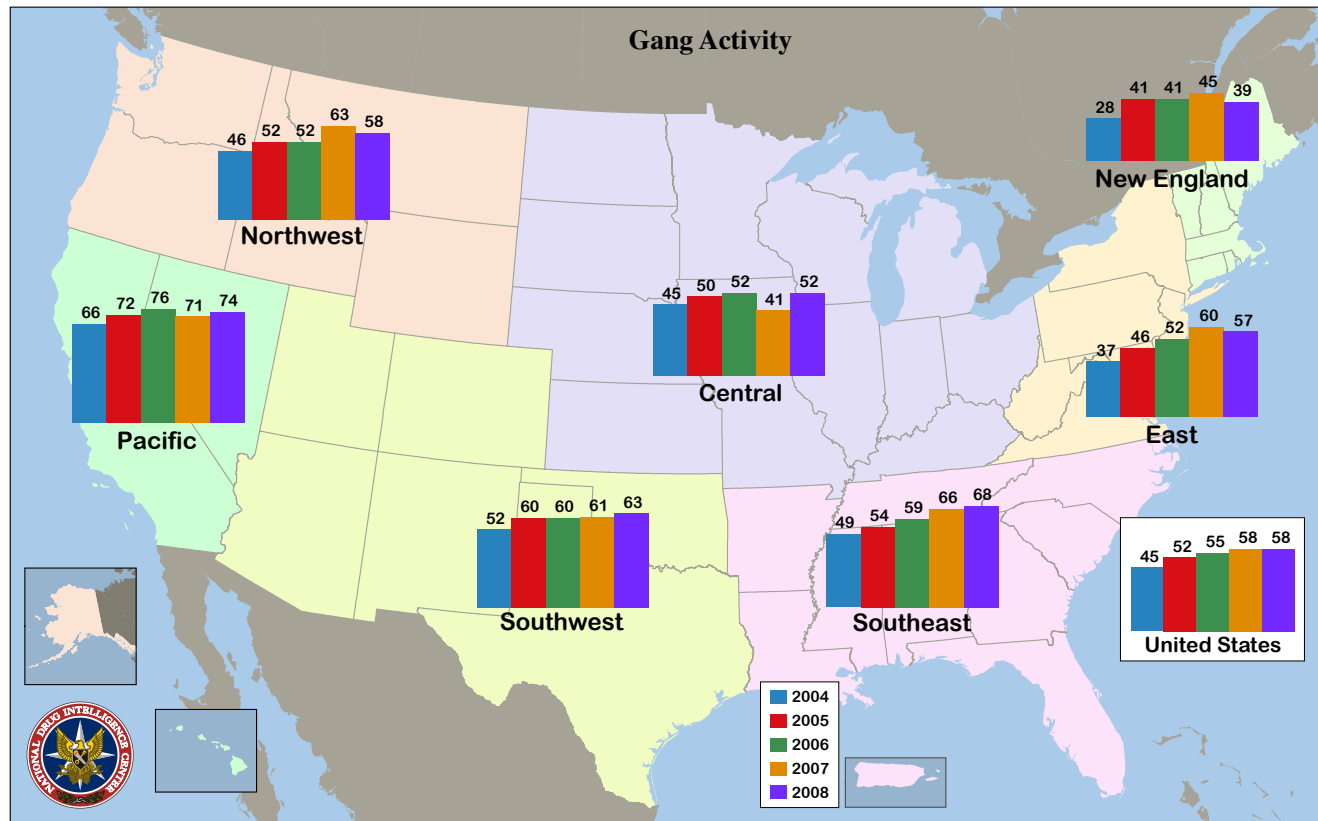 Gang Activity
28 41 41 45 39
New England
46 52 52 63 58
Northwest
66 72 76 71 74
Pacific
45 50 52 41 52
Central
37 46 52 60 57
East
52 60 60 61 63
Southwest
49 54 59 66 68
Southeast
45 52 55 58 58
United States
2004
2005
2006
2007
2008
NATIONAL DRUG INTELLIGENCE CENTER